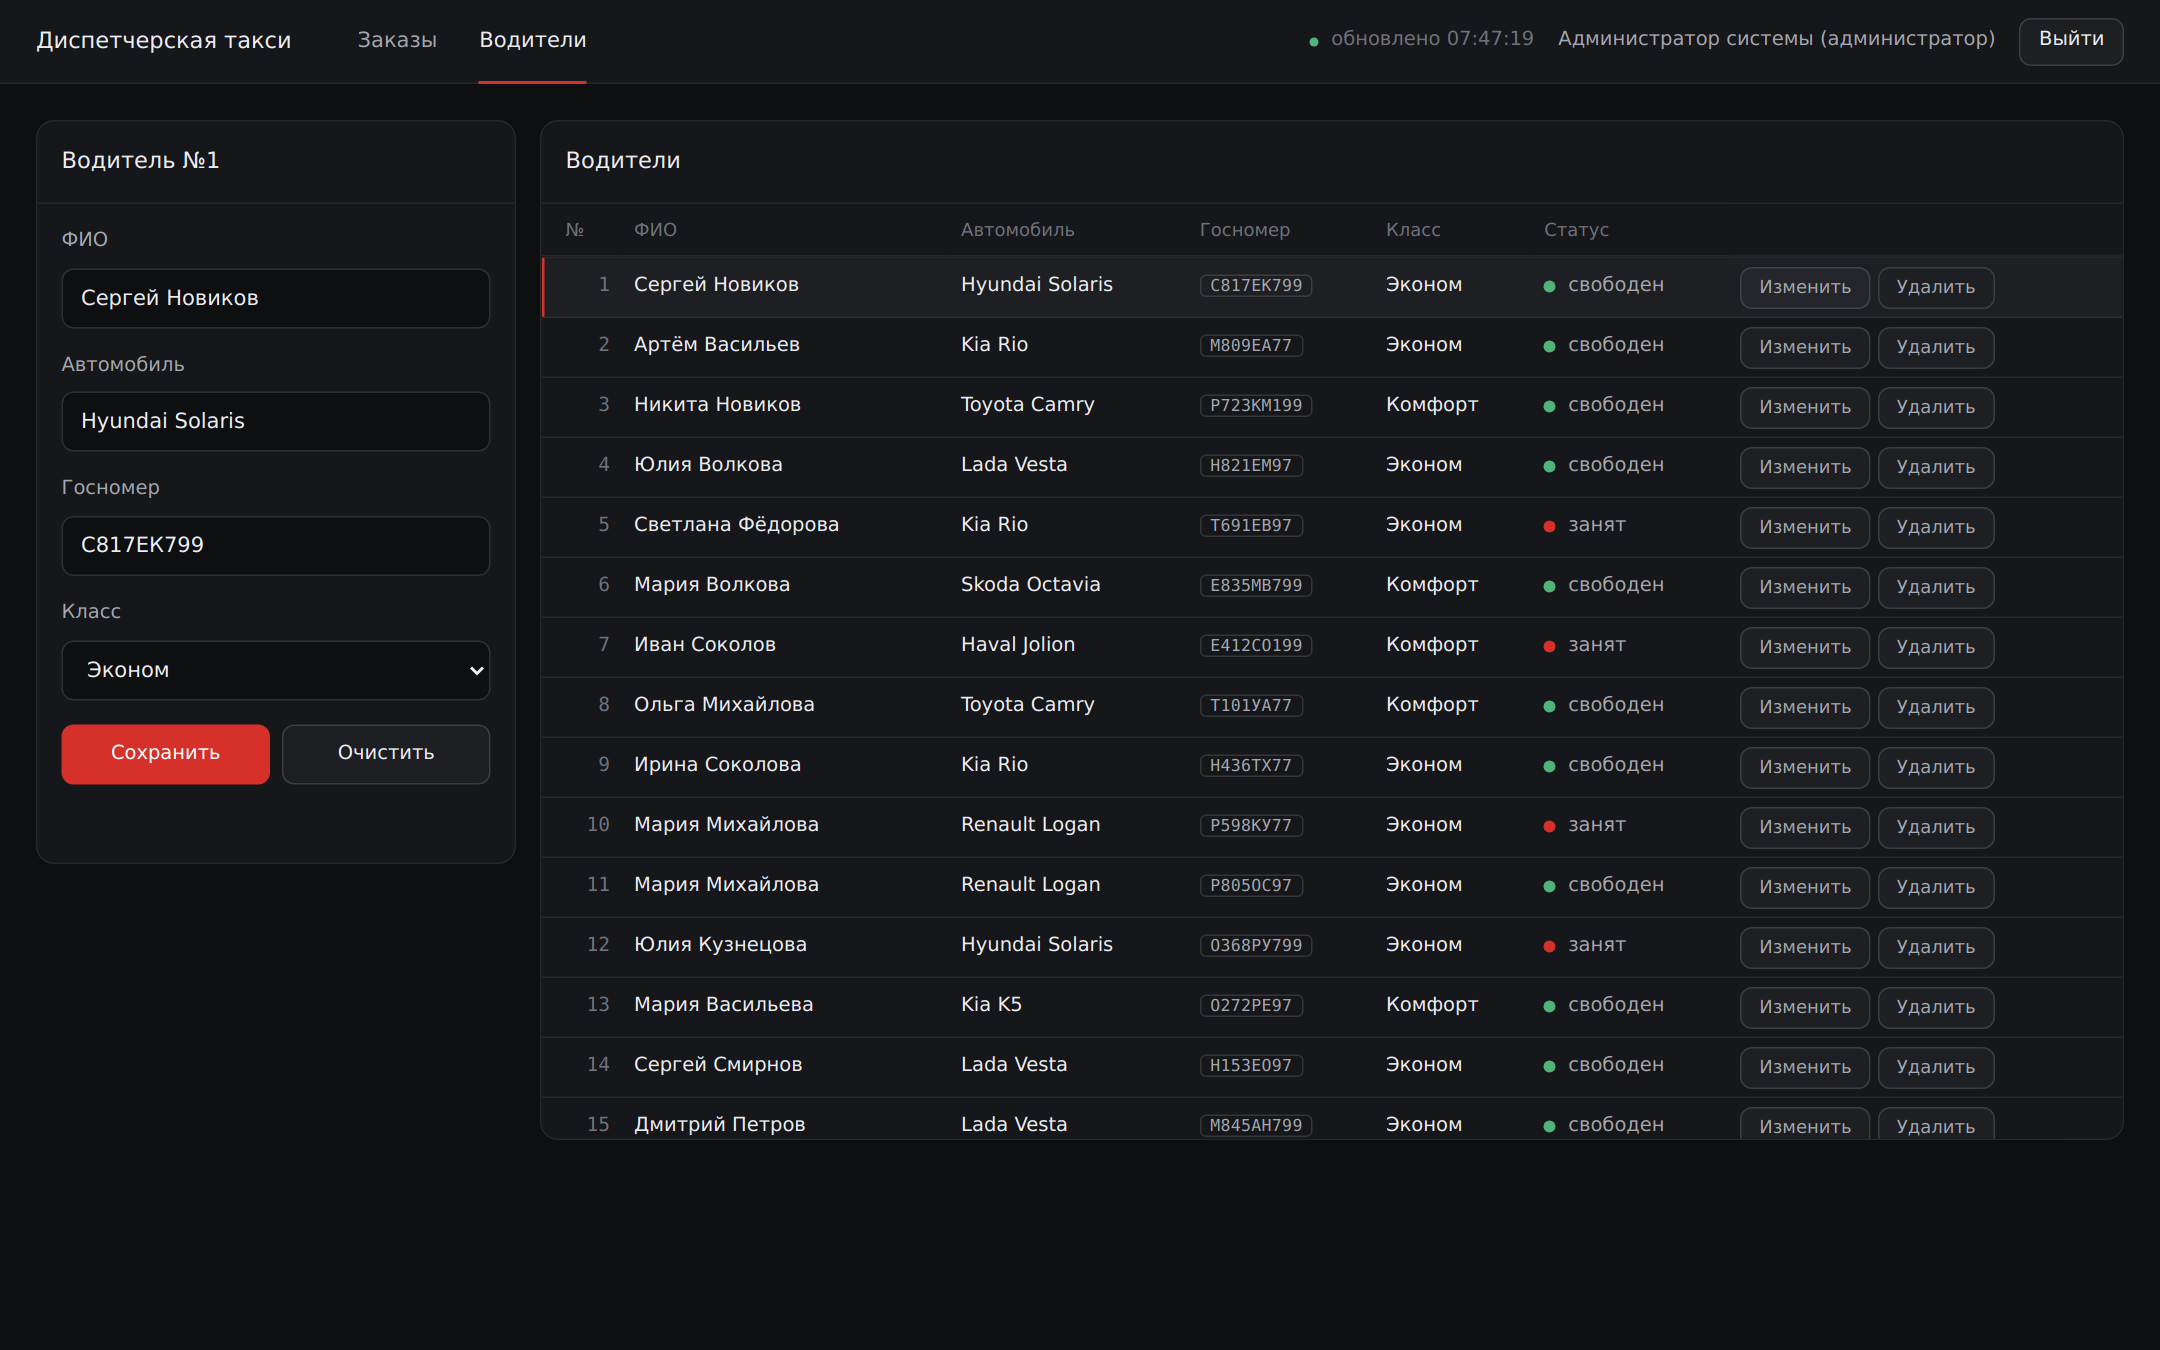 Диспетчерская такси Заказы Водители обновлено 07:47:19 Администратор системы (администратор) Выйти
Водитель №1
ФИО
Сергей Новиков
Автомобиль
Hyundai Solaris
Госномер
С817ЕК799
Класс
Эконом
Сохранить Очистить
Водители
№ ФИО Автомобиль Госномер Класс Статус
1 Сергей Новиков Hyundai Solaris С817ЕК799 Эконом свободен Изменить Удалить
2 Артём Васильев Kia Rio М809ЕА77 Эконом свободен Изменить Удалить
3 Никита Новиков Toyota Camry Р723КМ199 Комфорт свободен Изменить Удалить
4 Юлия Волкова Lada Vesta Н821ЕМ97 Эконом свободен Изменить Удалить
5 Светлана Фёдорова Kia Rio Т691ЕВ97 Эконом занят Изменить Удалить
6 Мария Волкова Skoda Octavia Е835МВ799 Комфорт свободен Изменить Удалить
7 Иван Соколов Haval Jolion Е412СО199 Комфорт занят Изменить Удалить
8 Ольга Михайлова Toyota Camry Т101УА77 Комфорт свободен Изменить Удалить
9 Ирина Соколова Kia Rio Н436ТХ77 Эконом свободен Изменить Удалить
10 Мария Михайлова Renault Logan Р598КУ77 Эконом занят Изменить Удалить
11 Мария Михайлова Renault Logan Р805ОС97 Эконом свободен Изменить Удалить
12 Юлия Кузнецова Hyundai Solaris О368РУ799 Эконом занят Изменить Удалить
13 Мария Васильева Kia K5 О272РЕ97 Комфорт свободен Изменить Удалить
14 Сергей Смирнов Lada Vesta Н153ЕО97 Эконом свободен Изменить Удалить
15 Дмитрий Петров Lada Vesta М845АН799 Эконом свободен Изменить Удалить